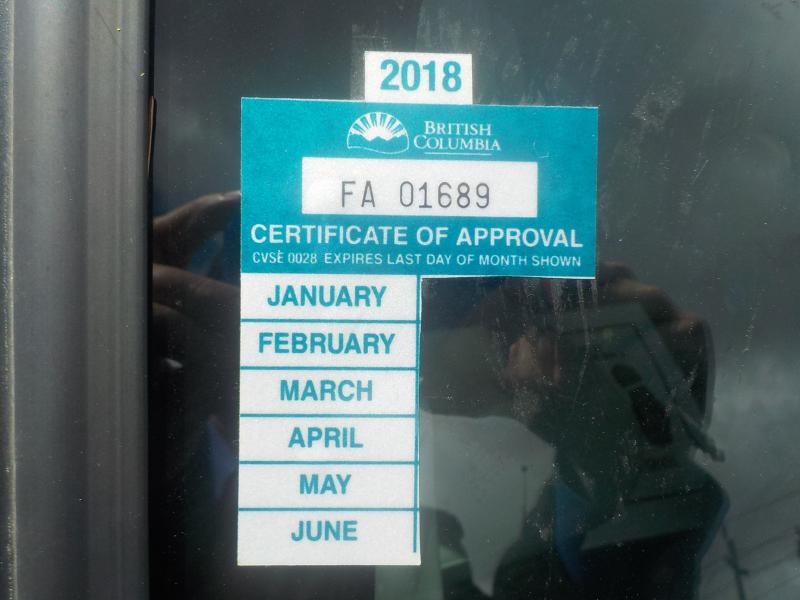 2018
BRITISH
COLUMBIA
FA 01689
CERTIFICATE OF APPROVAL
CVSE 0028 EXPIRES LAST DAY OF MONTH SHOWN
JANUARY
FEBRUARY
MARCH
APRIL
MAY
JUNE